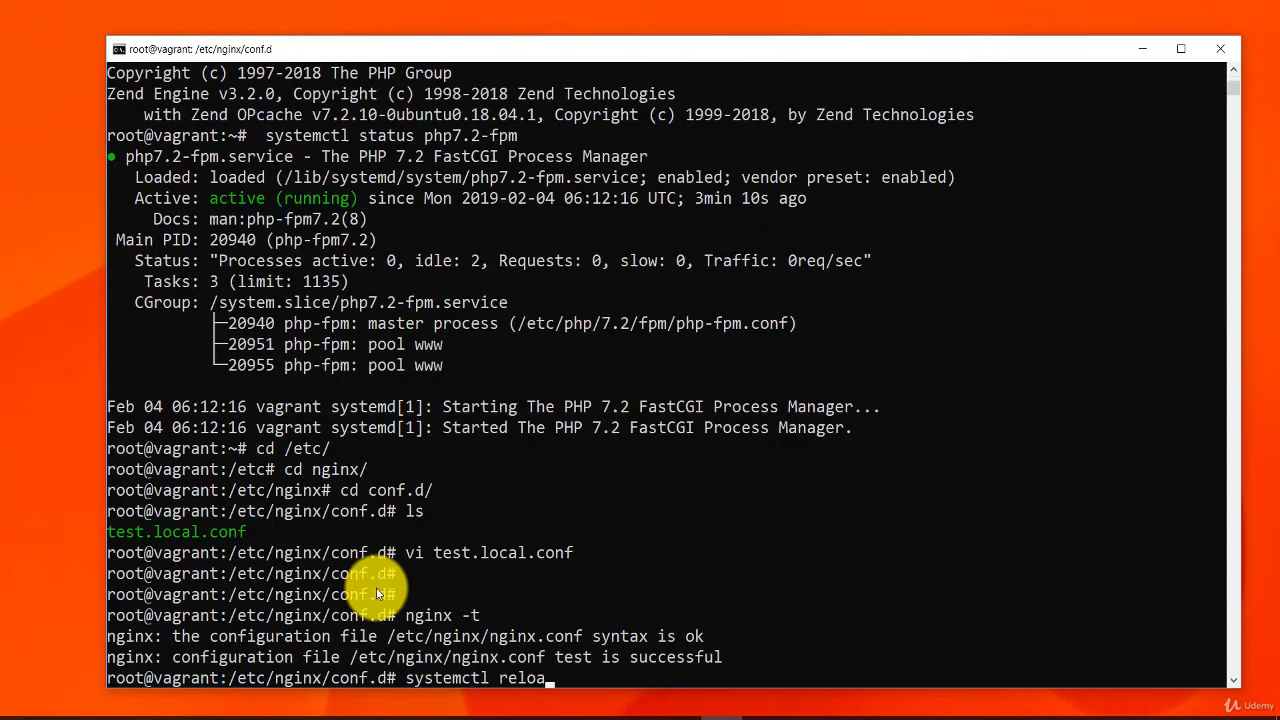 root@vagrant: /etc/nginx/conf.d
Copyright (c) 1997-2018 The PHP Group
Zend Engine v3.2.0, Copyright (c) 1998-2018 Zend Technologies
with Zend OPcache v7.2.10-0ubuntu0.18.04.1, Copyright (c) 1999-2018, by Zend Technologies
root@vagrant:~#  systemctl status php7.2-fpm
● php7.2-fpm.service - The PHP 7.2 FastCGI Process Manager
Loaded: loaded (/lib/systemd/system/php7.2-fpm.service; enabled; vendor preset: enabled)
Active: active (running) since Mon 2019-02-04 06:12:16 UTC; 3min 10s ago
Docs: man:php-fpm7.2(8)
Main PID: 20940 (php-fpm7.2)
Status: "Processes active: 0, idle: 2, Requests: 0, slow: 0, Traffic: 0req/sec"
Tasks: 3 (limit: 1135)
CGroup: /system.slice/php7.2-fpm.service
├─20940 php-fpm: master process (/etc/php/7.2/fpm/php-fpm.conf)
├─20951 php-fpm: pool www
└─20955 php-fpm: pool www
Feb 04 06:12:16 vagrant systemd[1]: Starting The PHP 7.2 FastCGI Process Manager...
Feb 04 06:12:16 vagrant systemd[1]: Started The PHP 7.2 FastCGI Process Manager.
root@vagrant:~# cd /etc/
root@vagrant:/etc# cd nginx/
root@vagrant:/etc/nginx# cd conf.d/
root@vagrant:/etc/nginx/conf.d# ls
test.local.conf
root@vagrant:/etc/nginx/conf.d# vi test.local.conf
root@vagrant:/etc/nginx/conf.d#
root@vagrant:/etc/nginx/conf.d#
root@vagrant:/etc/nginx/conf.d# nginx -t
nginx: the configuration file /etc/nginx/nginx.conf syntax is ok
nginx: configuration file /etc/nginx/nginx.conf test is successful
root@vagrant:/etc/nginx/conf.d# systemctl reloa
Udemy